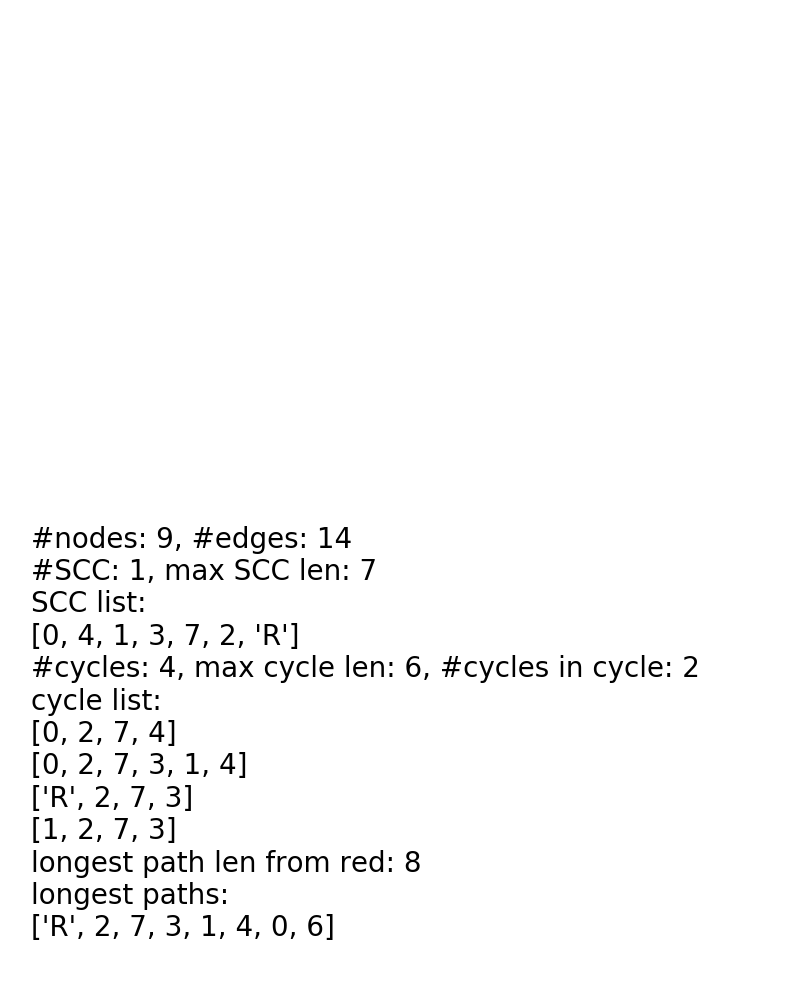 #nodes: 9, #edges: 14
#SCC: 1, max SCC len: 7
SCC list:
[0, 4, 1, 3, 7, 2, 'R']
#cycles: 4, max cycle len: 6, #cycles in cycle: 2
cycle list:
[0, 2, 7, 4]
[0, 2, 7, 3, 1, 4]
['R', 2, 7, 3]
[1, 2, 7, 3]
longest path len from red: 8
longest paths:
['R', 2, 7, 3, 1, 4, 0, 6]